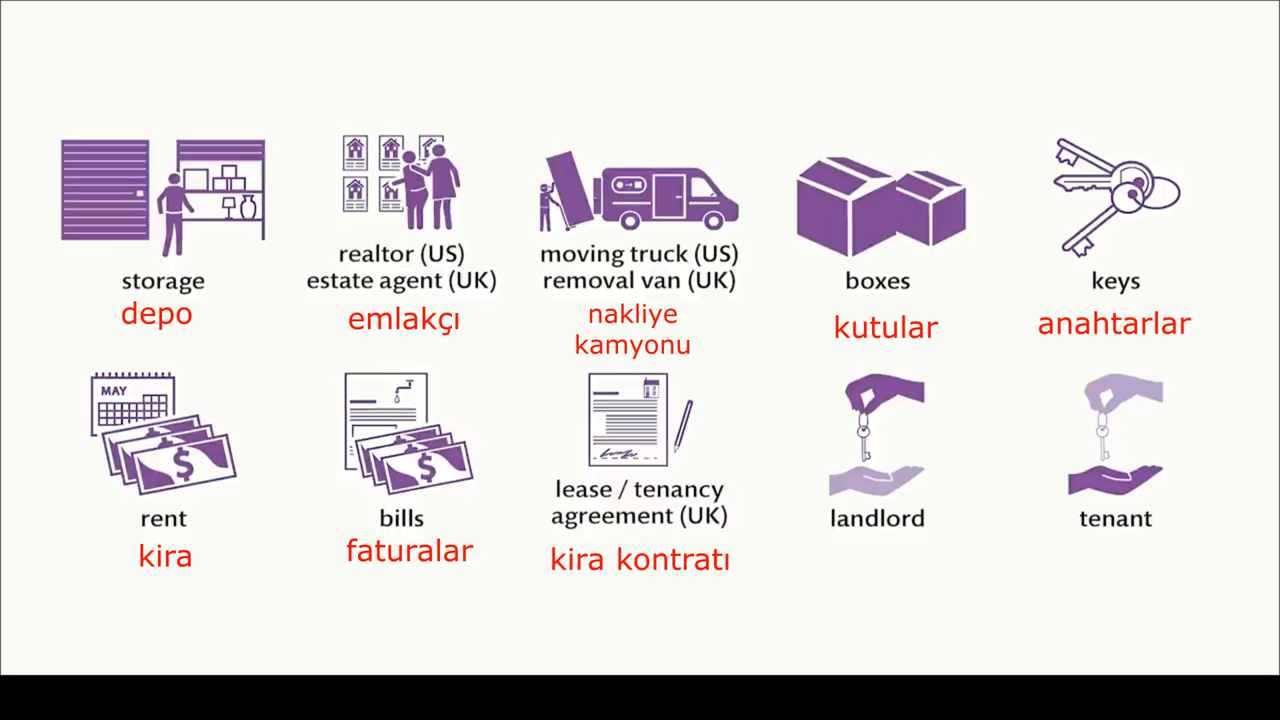 storage
depo
realtor (US)
estate agent (UK)
emlakçı
moving truck (US)
removal van (UK)
nakliye
kamyonu
boxes
kutular
keys
anahtarlar
MAY
$
rent
kira
$
bills
faturalar
lease / tenancy
agreement (UK)
kira kontratı
landlord
tenant